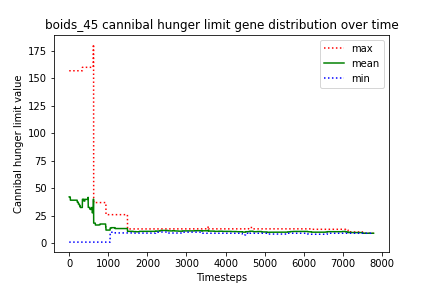 boids_45 cannibal hunger limit gene distribution over time
Cannibal hunger limit value
175
150
125
100
75
50
25
0
max
mean
min
0 1000 2000 3000 4000 5000 6000 7000 8000
Timesteps